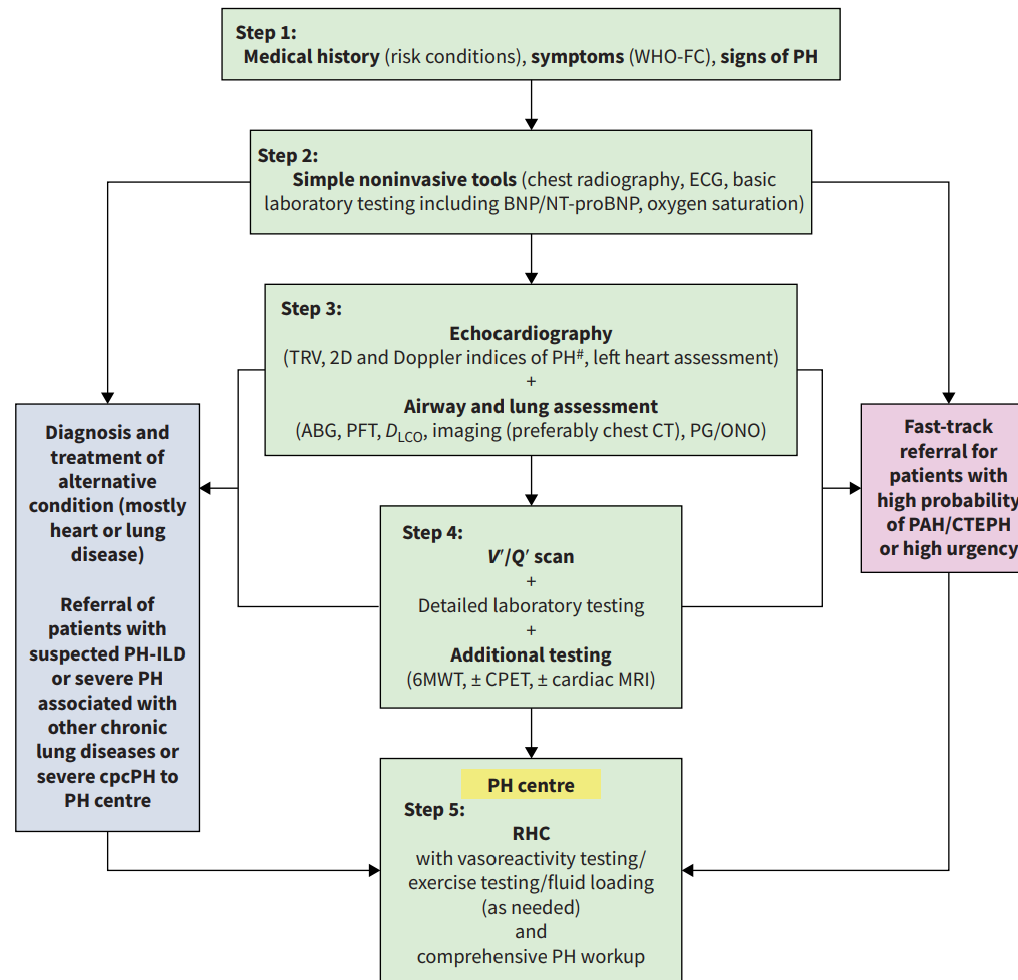 Step 1:
Medical history (risk conditions), symptoms (WHO-FC), signs of PH
Step 2:
Simple noninvasive tools (chest radiography, ECG, basic
laboratory testing including BNP/NT-proBNP, oxygen saturation)
Step 3:
Echocardiography
(TRV, 2D and Doppler indices of PH#, left heart assessment)
+
Airway and lung assessment
(ABG, PFT, DLCO, imaging (preferably chest CT), PG/ONO)
Diagnosis and
treatment of
alternative
condition (mostly
heart or lung
disease)
Referral of
patients with
suspected PH-ILD
or severe PH
associated with
other chronic
lung diseases or
severe cpcPH to
PH centre
Fast-track
referral for
patients with
high probability
of PAH/CTEPH
or high urgency
Step 4:
V′/Q′ scan
+
Detailed laboratory testing
+
Additional testing
(6MWT, ± CPET, ± cardiac MRI)
PH centre
Step 5:
RHC
with vasoreactivity testing/
exercise testing/fluid loading
(as needed)
and
comprehensive PH workup